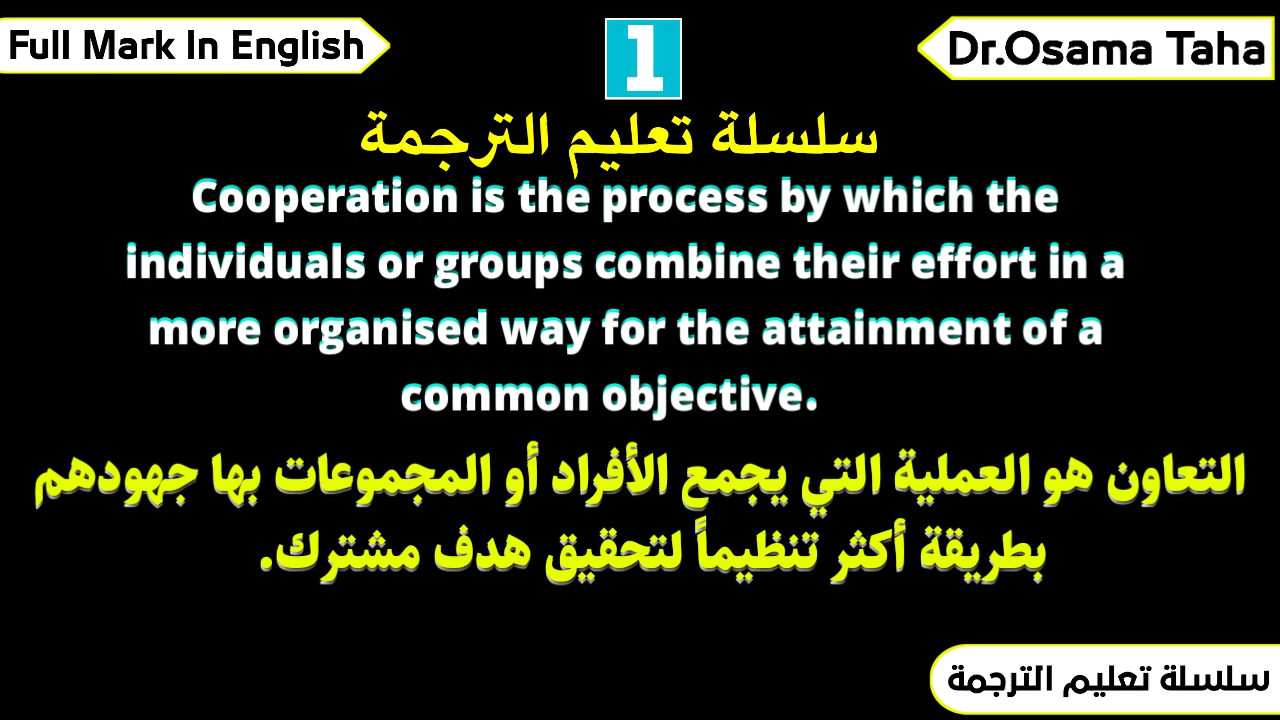 Full Mark In English
1
Dr.Osama Taha
سلسلة تعليم الترجمة
Cooperation is the process by which the
individuals or groups combine their effort in a
more organised way for the attainment of a
common objective.
التعاون هو العملية التي يجمع الأفراد أو المجموعات بها جهودهم
بطريقة أكثر تنظيماً لتحقيق هدف مشترك.
سلسلة تعليم الترجمة